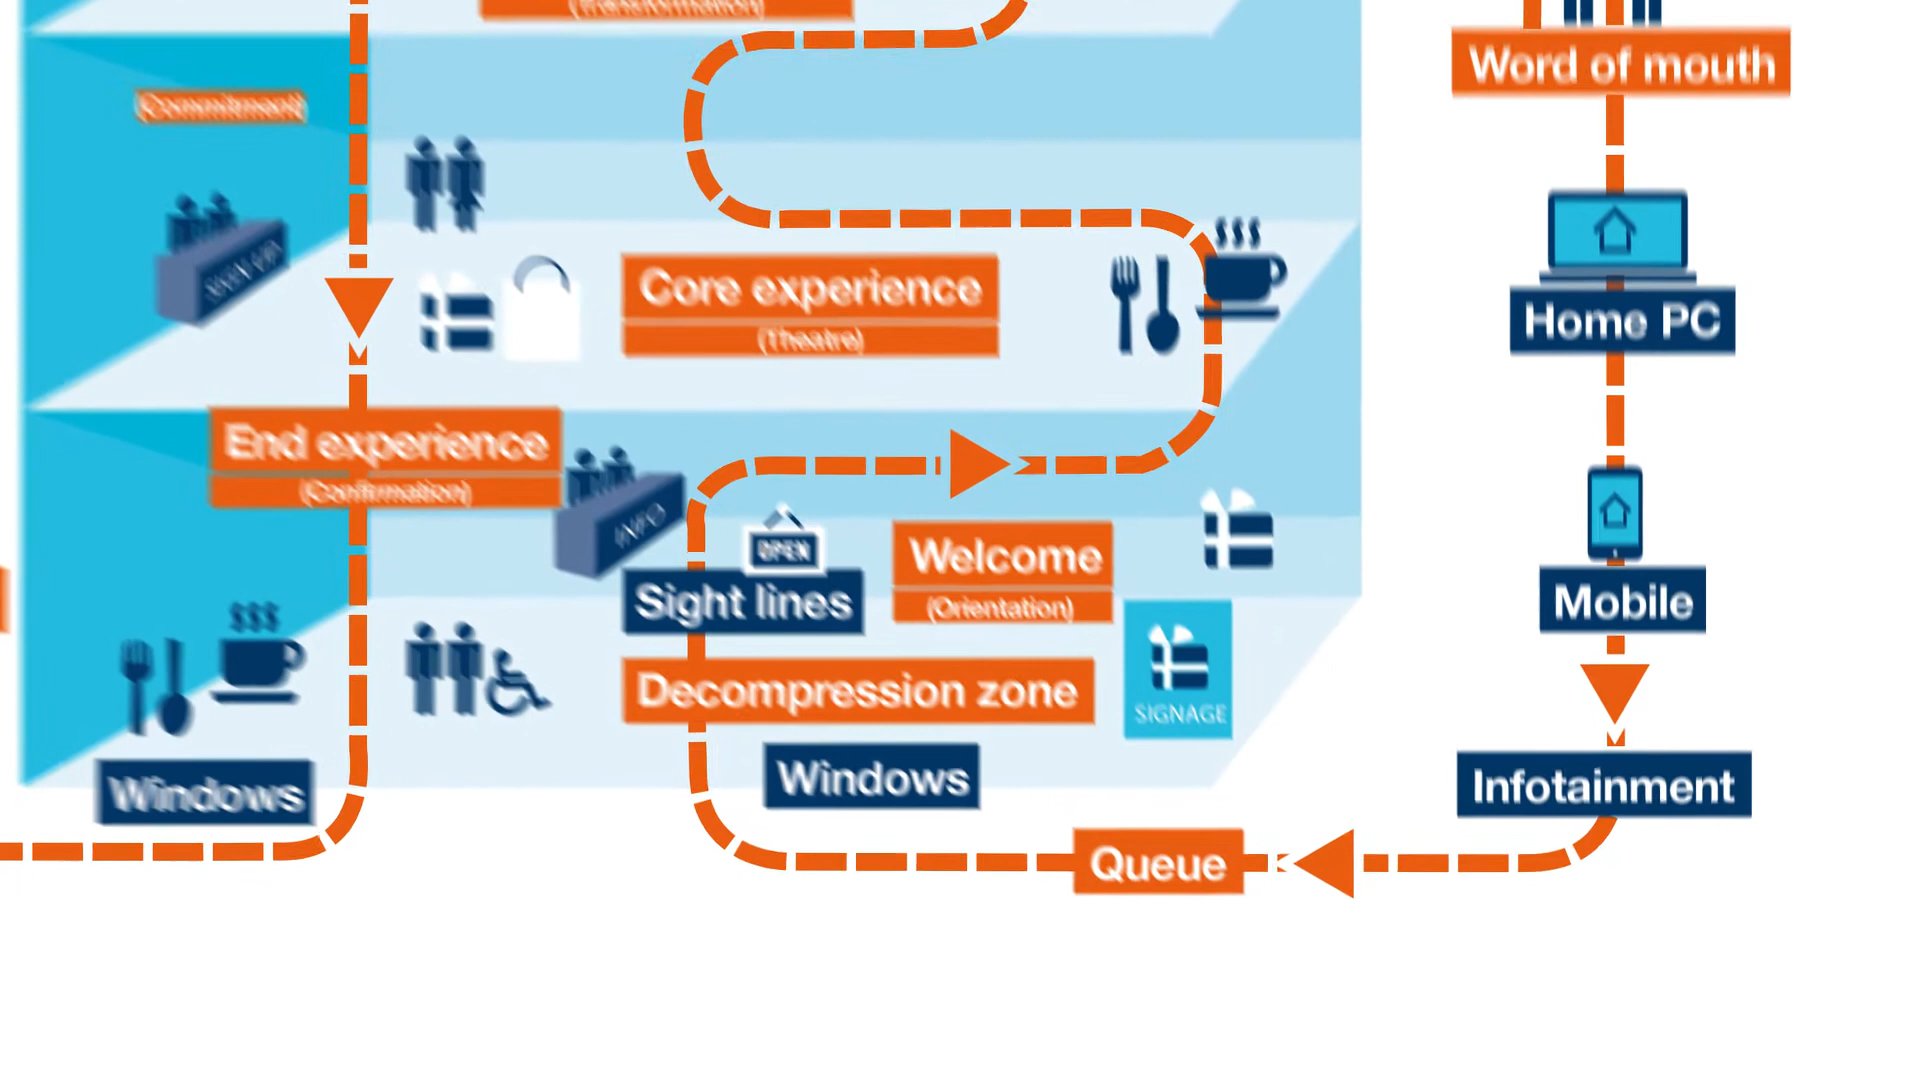 (Transformation)
Word of mouth
(Commitment)
Core experience
(Theatre)
Home PC
End experience
(Confirmation)
INFO
OPEN
Welcome
(Orientation)
Sight lines
Mobile
Decompression zone
SIGNAGE
Windows
Windows
Infotainment
Queue